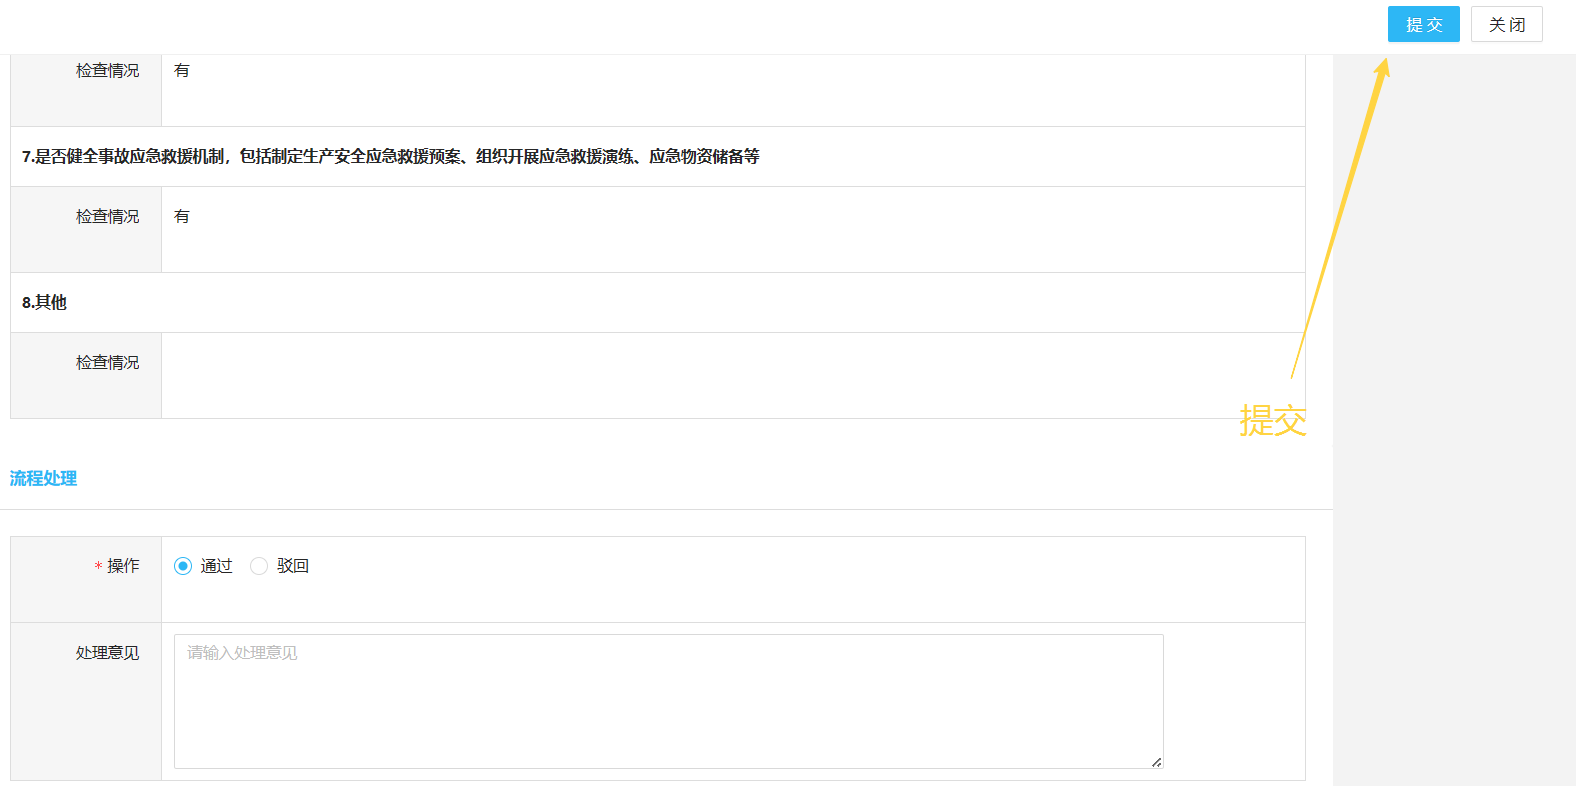 提 交 关 闭
检查情况 有
7.是否健全事故应急救援机制，包括制定生产安全应急救援预案、组织开展应急救援演练、应急物资储备等
检查情况 有
8.其他
检查情况
提交
流程处理
* 操作 通过 驳回
处理意见 请输入处理意见